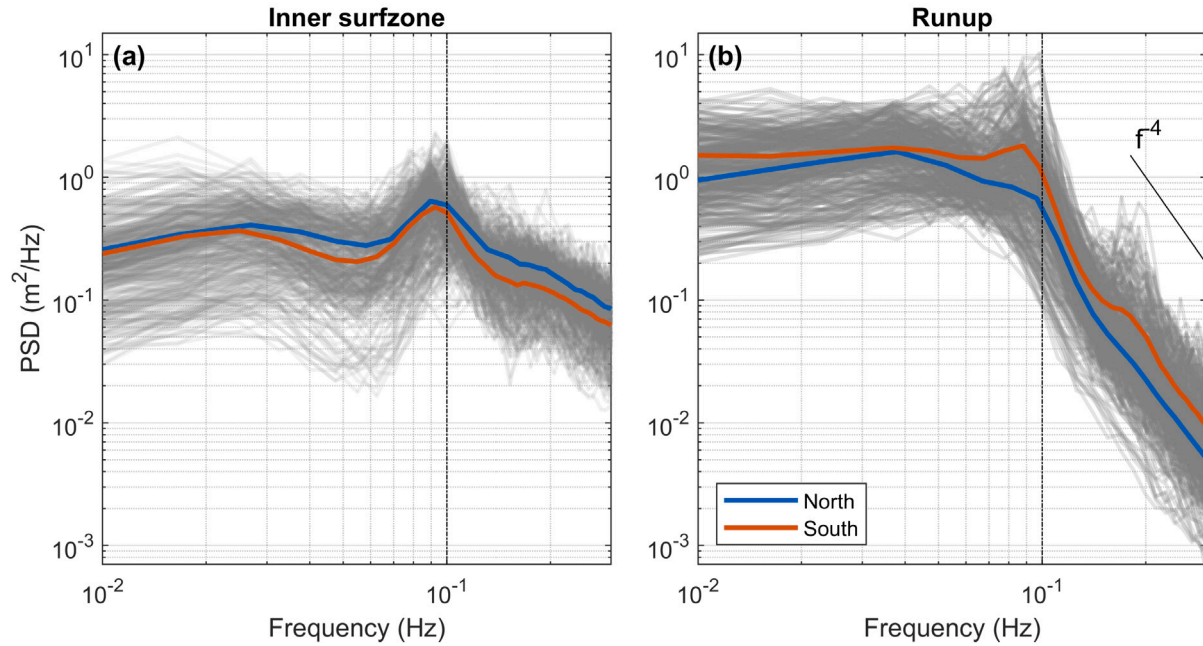 Inner surfzone
Runup
(a)
(b)
10^1
10^0
10^-1
10^-2
10^-3
10^1
10^0
10^-1
10^-2
10^-3
PSD (m^2/Hz)
f^-4
North
South
10^-2
10^-1
10^-2
10^-1
Frequency (Hz)
Frequency (Hz)